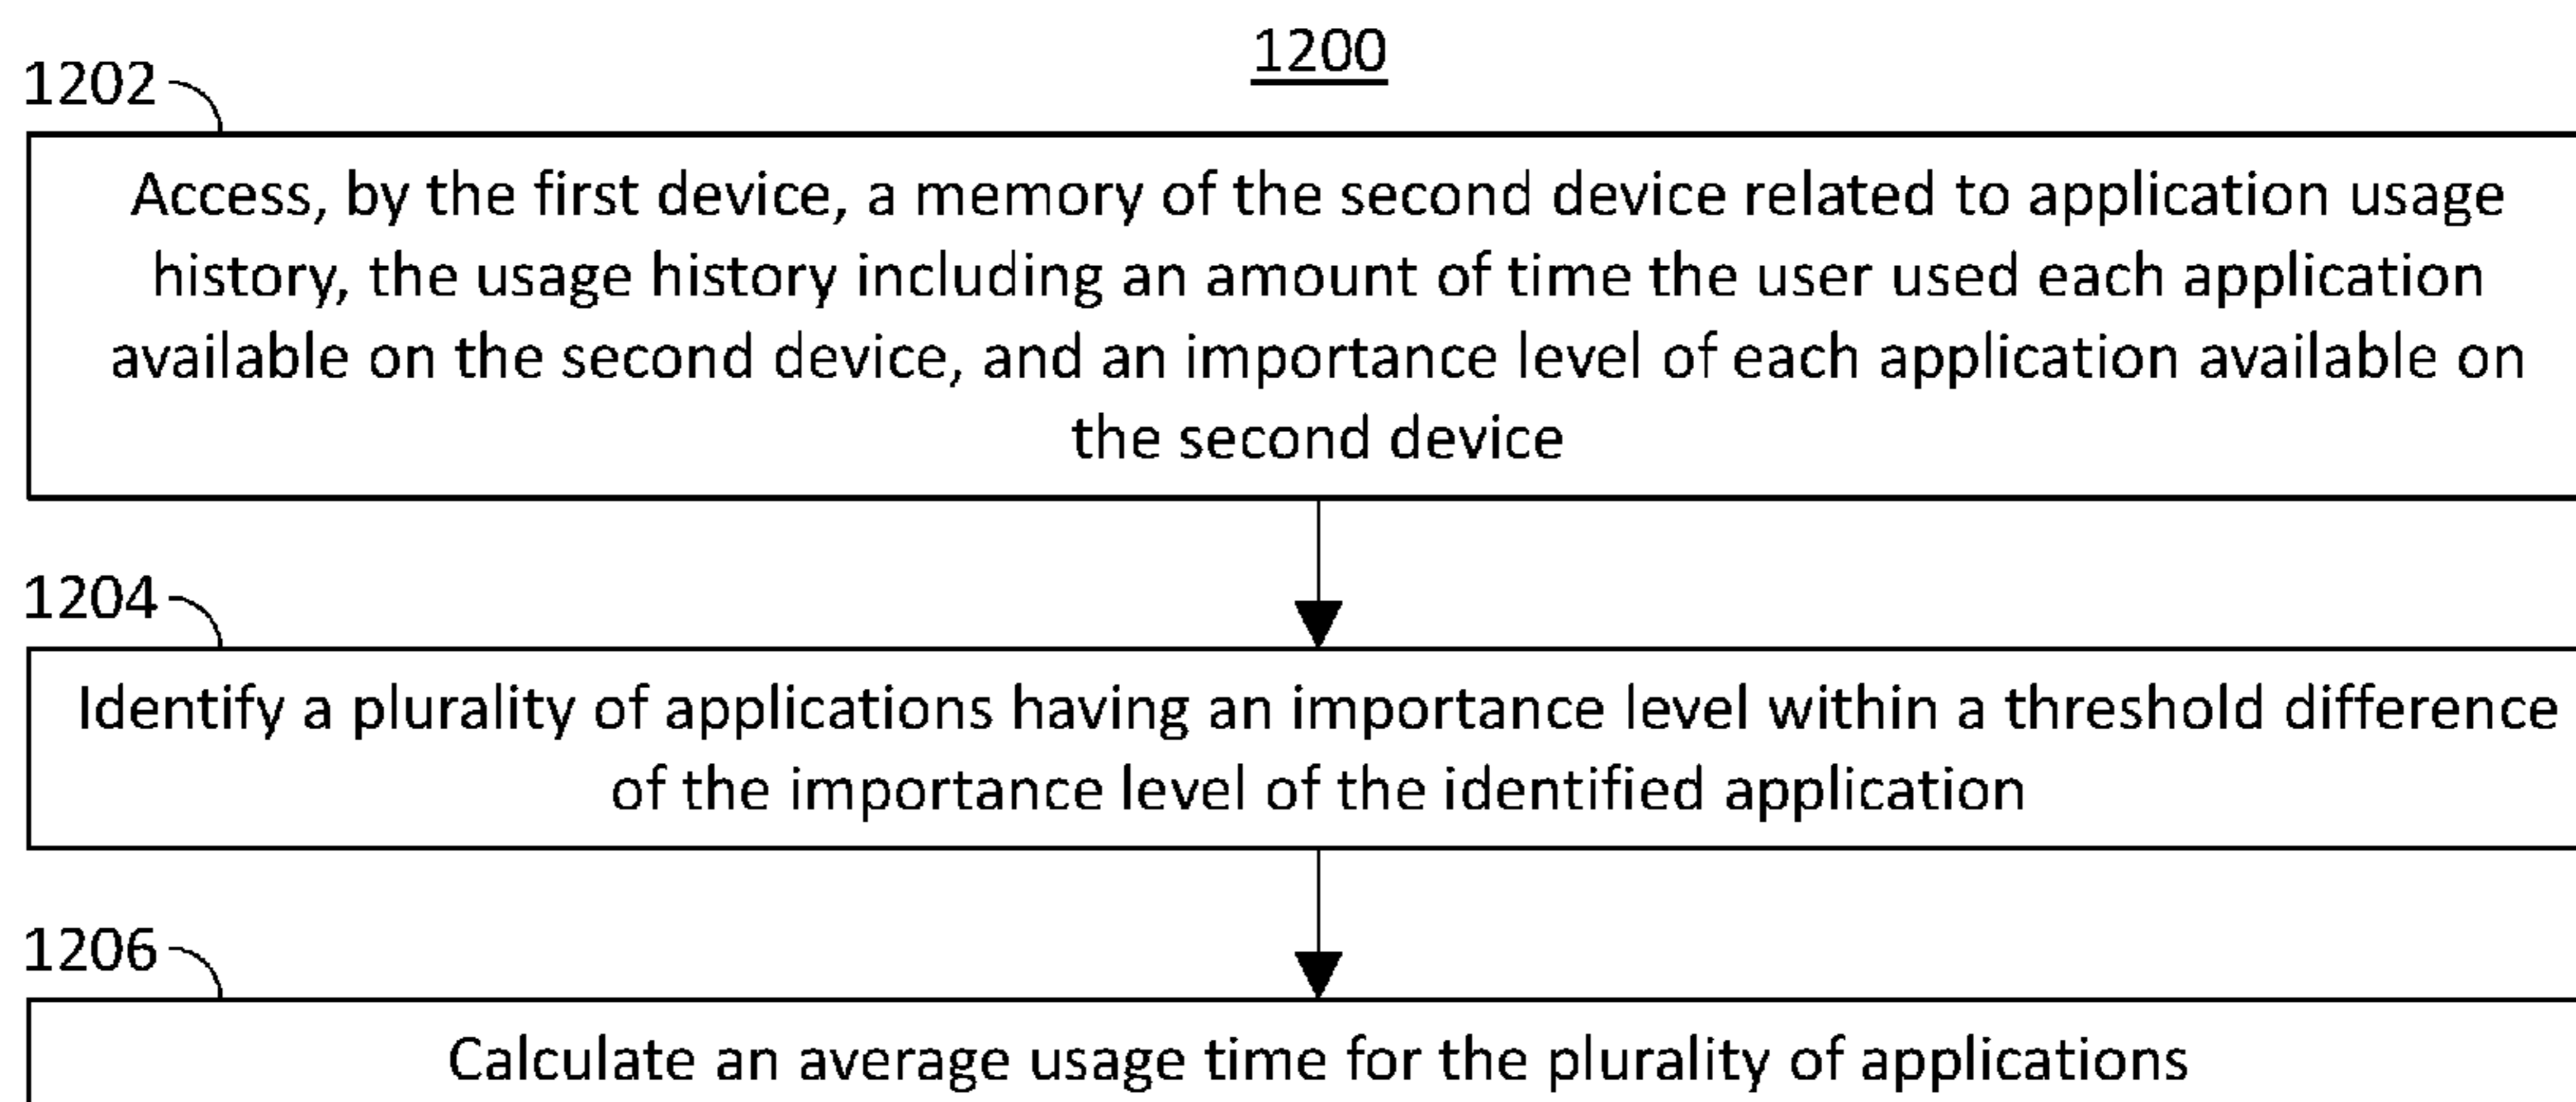 1200
1202
Access, by the first device, a memory of the second device related to application usage
history, the usage history including an amount of time the user used each application
available on the second device, and an importance level of each application available on
the second device
1204
Identify a plurality of applications having an importance level within a threshold difference
of the importance level of the identified application
1206
Calculate an average usage time for the plurality of applications